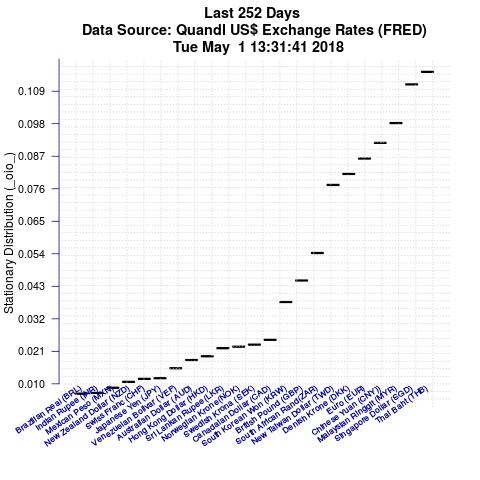 Last 252 Days
Data Source: Quandl US$ Exchange Rates (FRED)
Tue May  1 13:31:41 2018
Stationary Distribution (_oio_)
0.109
0.098
0.087
0.076
0.065
0.054
0.043
0.032
0.021
0.010
Brazilian Real (BRL)
Indian Rupee (INR)
Mexican Peso (MXN)
New Zealand Dollar (NZD)
Swiss Franc (CHF)
Japanese Yen (JPY)
Venezuelan Bolivar (VEF)
Australian Dollar (AUD)
Hong Kong Dollar (HKD)
Sri Lankan Rupee(LKR)
Norwegian Krone(NOK)
Swedish Krona (SEK)
Canadaian Dollar (CAD)
South Korean Won (KRW)
British Pound (GBP)
South African Rand(ZAR)
New Taiwan Dollar (TWD)
Danish Krone (DKK)
Euro (EUR)
Chinese Yuan (CNY)
Malaysian Ringgit (MYR)
Singapore Dollar (SGD)
Thai Baht (THB)